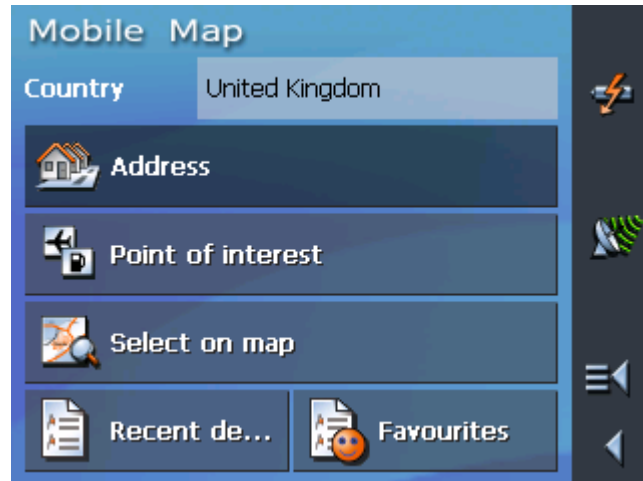 Mobile Map
Country United Kingdom
Address
Point of interest
Select on map
Recent de... Favourites